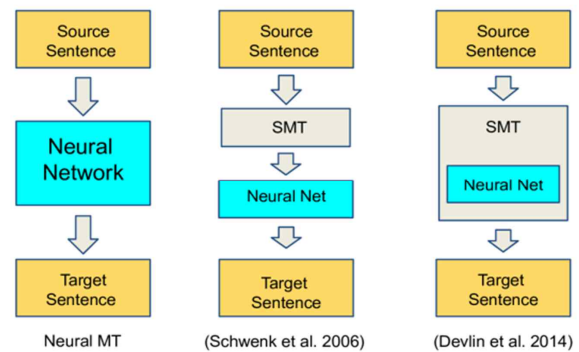 Source
Sentence
Neural
Network
Target
Sentence
Neural MT
Source
Sentence
SMT
Neural Net
Target
Sentence
(Schwenk et al. 2006)
Source
Sentence
SMT
Neural Net
Target
Sentence
(Devlin et al. 2014)